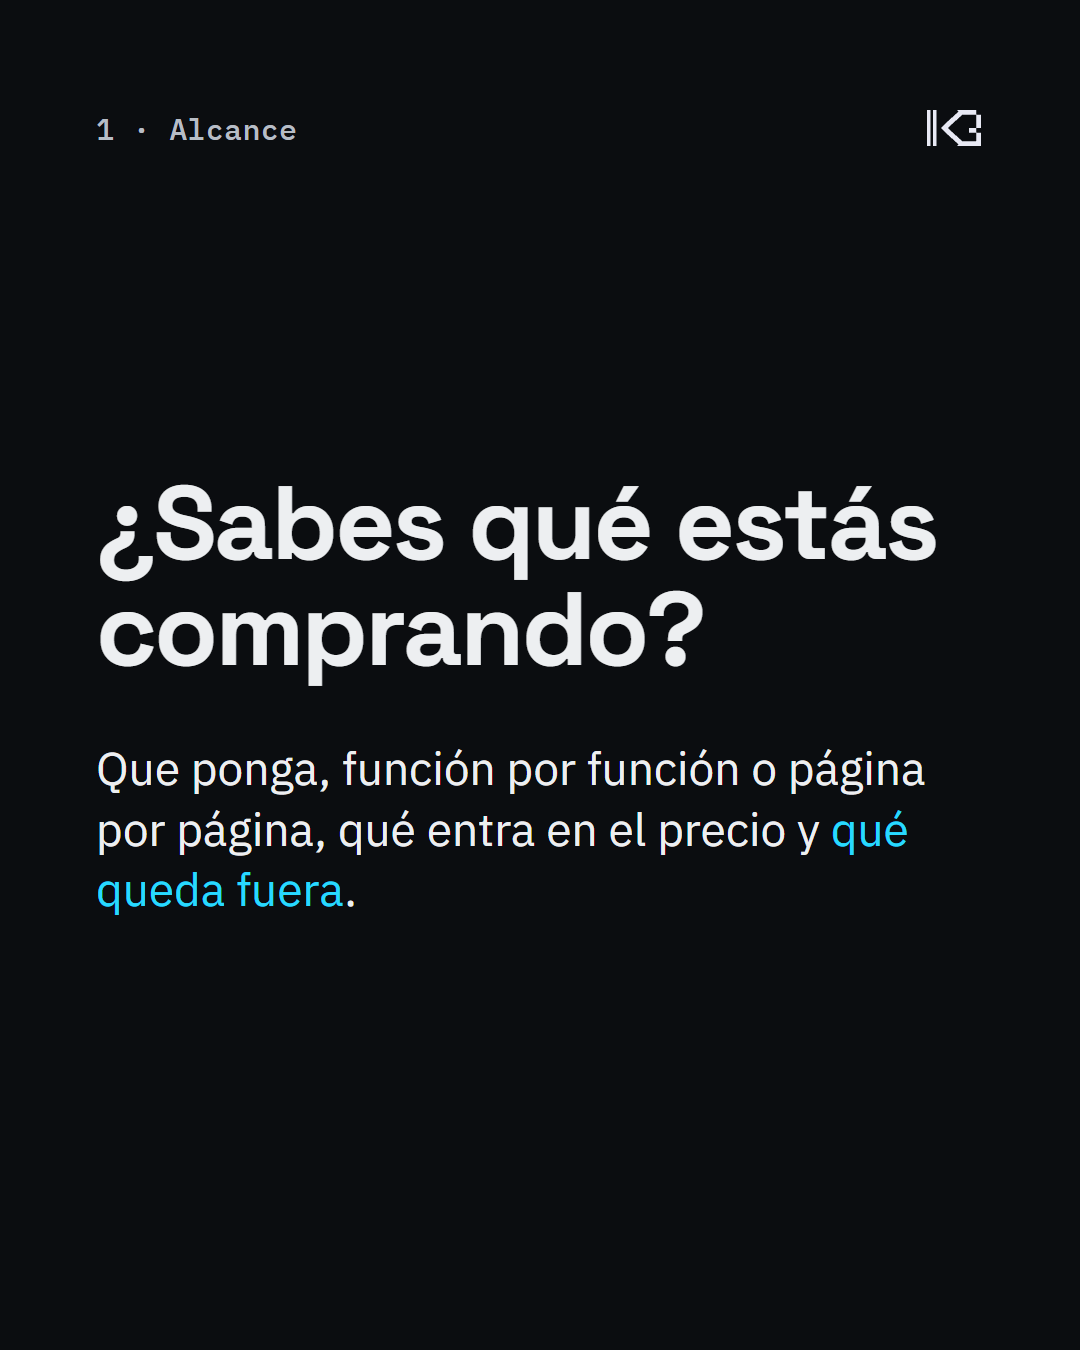 1 · Alcance
¿Sabes qué estás
comprando?
Que ponga, función por función o página
por página, qué entra en el precio y qué
queda fuera.